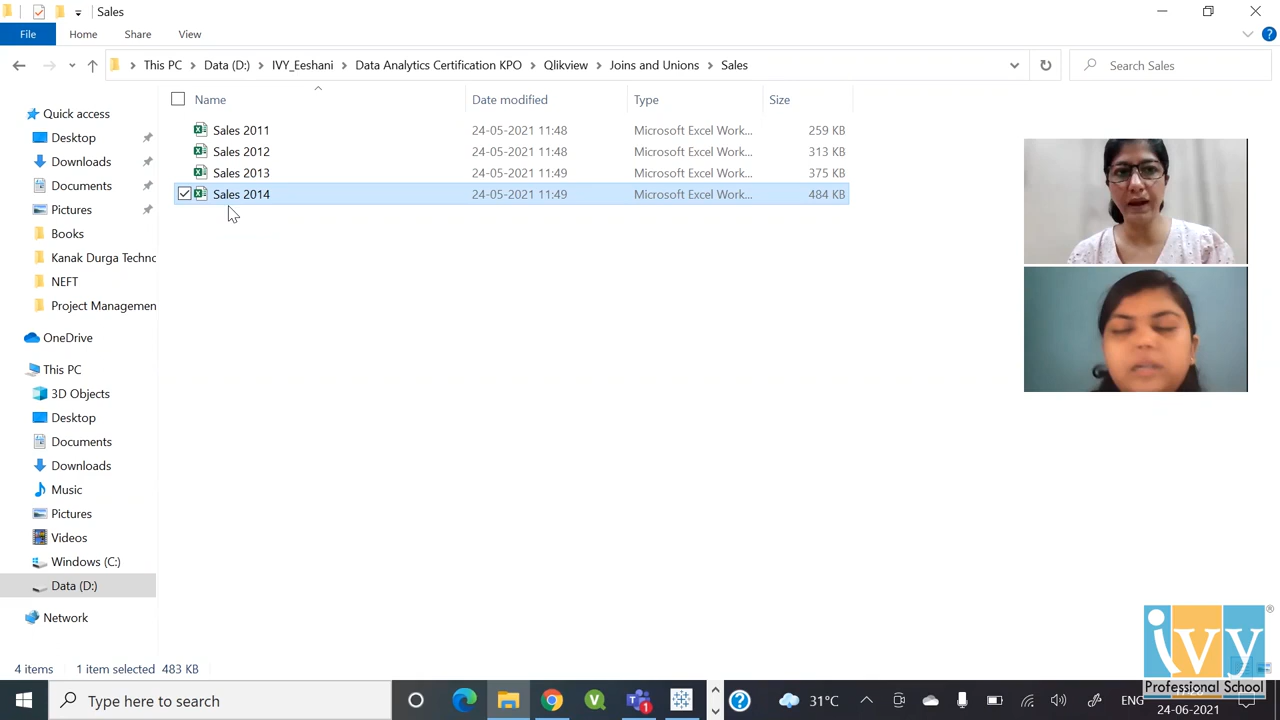 Sales
File Home Share View
This PC Data (D:) IVY_Eeshani Data Analytics Certification KPO Qlikview Joins and Unions Sales
Search Sales
Name Date modified Type Size
Sales 2011 24-05-2021 11:48 Microsoft Excel Work... 259 KB
Sales 2012 24-05-2021 11:48 Microsoft Excel Work... 313 KB
Sales 2013 24-05-2021 11:49 Microsoft Excel Work... 375 KB
Sales 2014 24-05-2021 11:49 Microsoft Excel Work... 484 KB
Quick access
Desktop
Downloads
Documents
Pictures
Books
Kanak Durga Techno
NEFT
Project Managemen
OneDrive
This PC
3D Objects
Desktop
Documents
Downloads
Music
Pictures
Videos
Windows (C:)
Data (D:)
Network
4 items 1 item selected 483 KB
ivy ®
Professional School
Type here to search
1
31°C
ENG
24-06-2021